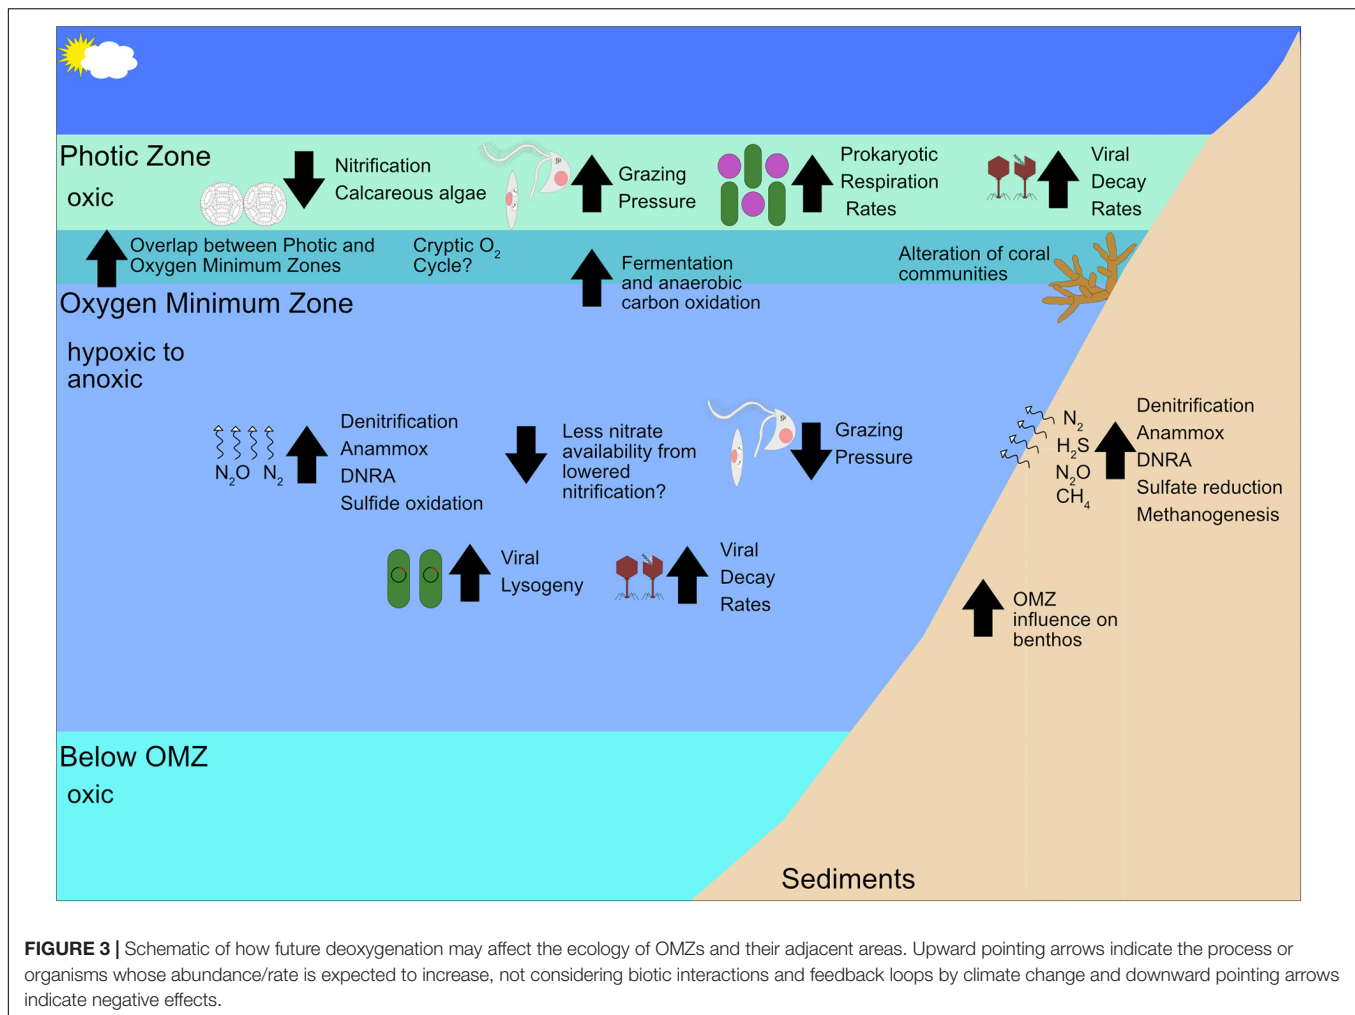 Photic Zone
oxic
Nitrification
Calcareous algae
Grazing
Pressure
Prokaryotic
Respiration
Rates
Viral
Decay
Rates
Overlap between Photic and
Oxygen Minimum Zones
Cryptic O₂
Cycle?
Fermentation
and anaerobic
carbon oxidation
Alteration of coral
communities
Oxygen Minimum Zone
hypoxic to
anoxic
N₂O N₂
Denitrification
Anammox
DNRA
Sulfide oxidation
Less nitrate
availability from
lowered
nitrification?
Grazing
Pressure
N₂
H₂S
N₂O
CH₄
Denitrification
Anammox
DNRA
Sulfate reduction
Methanogenesis
Viral
Lysogeny
Viral
Decay
Rates
OMZ
influence on
benthos
Below OMZ
oxic
Sediments
FIGURE 3 | Schematic of how future deoxygenation may affect the ecology of OMZs and their adjacent areas. Upward pointing arrows indicate the process or
organisms whose abundance/rate is expected to increase, not considering biotic interactions and feedback loops by climate change and downward pointing arrows
indicate negative effects.